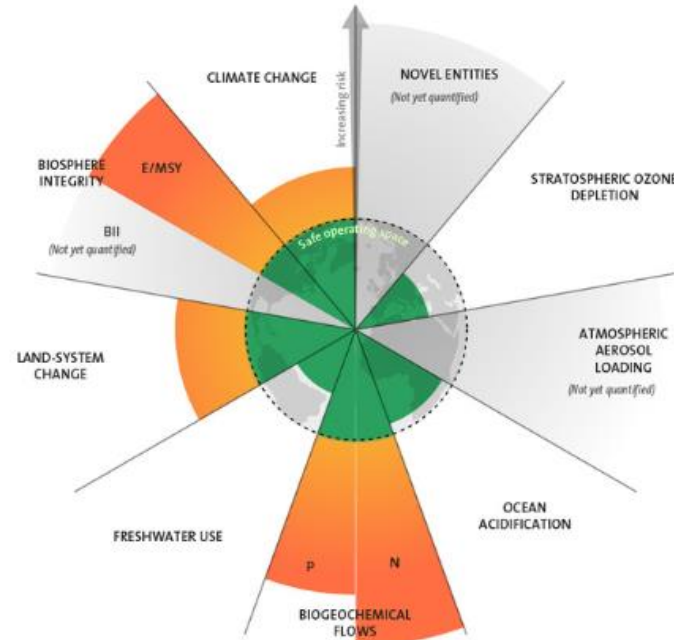 CLIMATE CHANGE
Increasing risk
NOVEL ENTITIES
(Not yet quantified)
STRATOSPHERIC OZONE
DEPLETION
BIOSPHERE
INTEGRITY
E/MSY
BII
(Not yet quantified)
Safe operating space
ATMOSPHERIC
AEROSOL
LOADING
(Not yet quantified)
LAND-SYSTEM
CHANGE
OCEAN
ACIDIFICATION
FRESHWATER USE
P
N
BIOGEOCHEMICAL
FLOWS